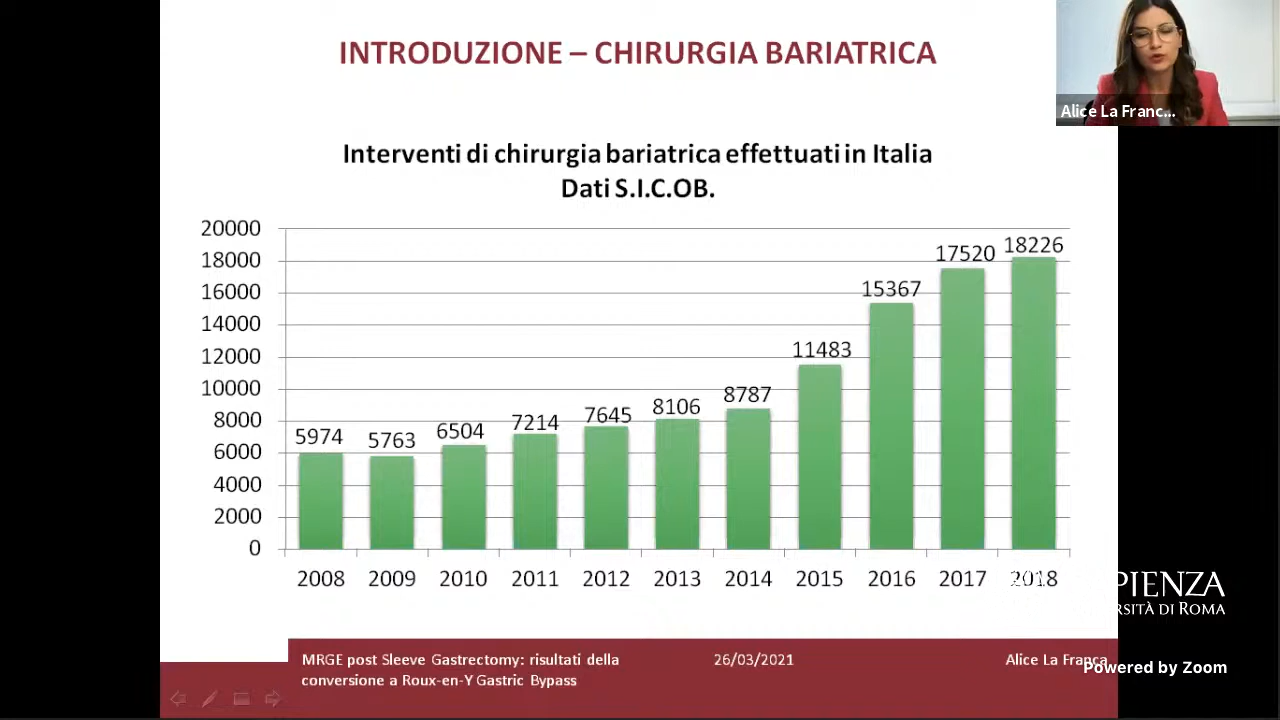 INTRODUZIONE – CHIRURGIA BARIATRICA
Alice La Franc...
Interventi di chirurgia bariatrica effettuati in Italia
Dati S.I.C.OB.
20000
18000
16000
14000
12000
10000
8000
6000
4000
2000
0
5974
5763
6504
7214
7645
8106
8787
11483
15367
17520
18226
2008 2009 2010 2011 2012 2013 2014 2015 2016 2017 2018
PIENZA
RSITÀ DI ROMA
MRGE post Sleeve Gastrectomy: risultati della
conversione a Roux-en-Y Gastric Bypass
26/03/2021
Alice La Franca
Powered by Zoom